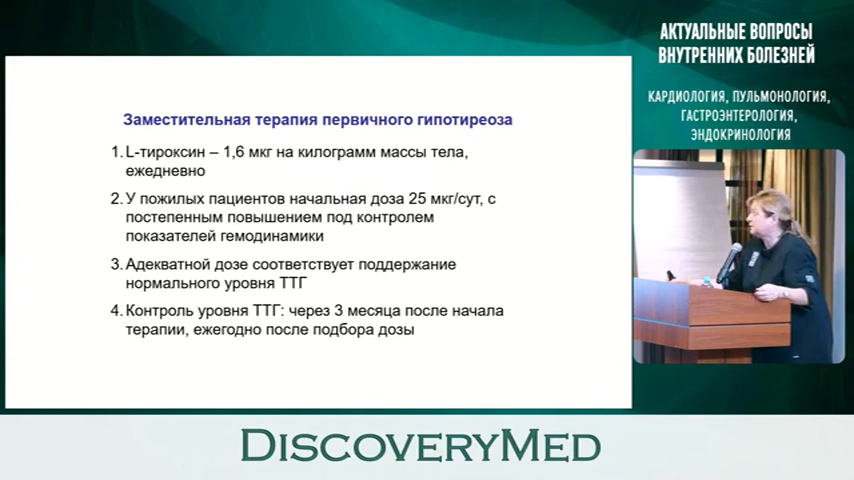 АКТУАЛЬНЫЕ ВОПРОСЫ
ВНУТРЕННИХ БОЛЕЗНЕЙ
КАРДИОЛОГИЯ, ПУЛЬМОНОЛОГИЯ,
ГАСТРОЭНТЕРОЛОГИЯ,
ЭНДОКРИНОЛОГИЯ
Заместительная терапия первичного гипотиреоза
1. L-тироксин – 1,6 мкг на килограмм массы тела,
ежедневно
2. У пожилых пациентов начальная доза 25 мкг/сут, с
постепенным повышением под контролем
показателей гемодинамики
3. Адекватной дозе соответствует поддержание
нормального уровня ТТГ
4. Контроль уровня ТТГ: через 3 месяца после начала
терапии, ежегодно после подбора дозы
DISCOVERYMED